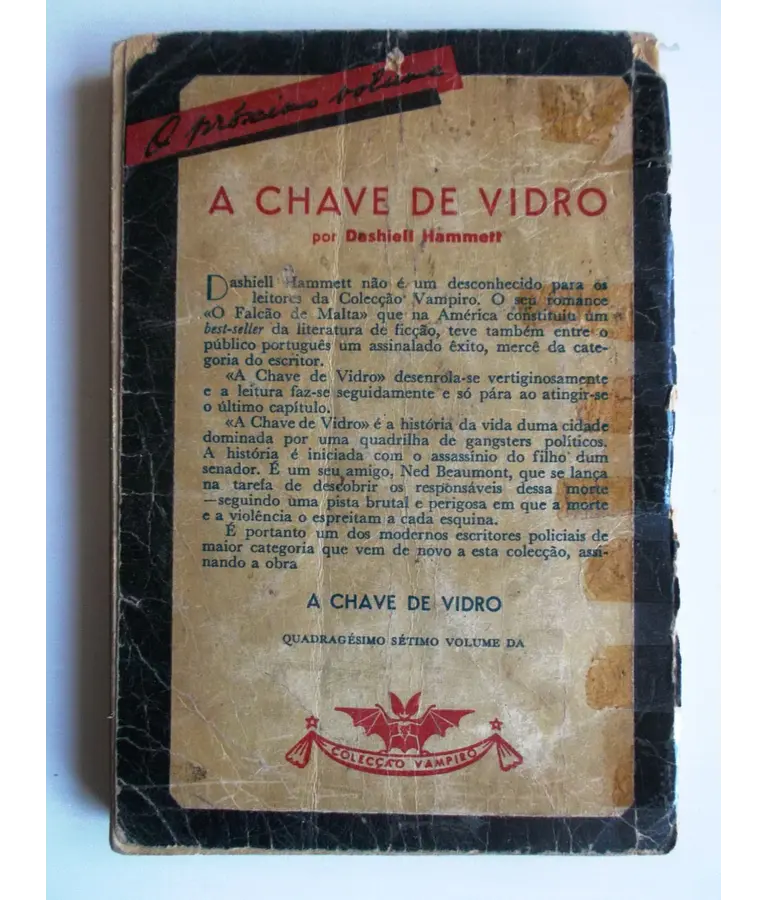 O próximo volume
A CHAVE DE VIDRO
por Dashiell Hammett
Dashiell Hammett não é um desconhecido para os
leitores da Colecção Vampiro. O seu romance
«O Falcão de Malta» que na América constituiu um
best-seller da literatura de ficção, teve também entre o
público português um assinalado êxito, mercê da cate-
goria do escritor.
«A Chave de Vidro» desenrola-se vertiginosamente
e a leitura faz-se seguidamente e só pára ao atingir-se
o último capítulo.
«A Chave de Vidro» é a história da vida duma cidade
dominada por uma quadrilha de gangsters políticos.
A história é iniciada com o assassínio do filho dum
senador. É um seu amigo, Ned Beaumont, que se lança
na tarefa de descobrir os responsáveis dessa morte
—seguindo uma pista brutal e perigosa em que a morte
e a violência o espreitam a cada esquina.
É portanto um dos modernos escritores policiais de
maior categoria que vem de novo a esta colecção, assi-
nando a obra
A CHAVE DE VIDRO
QUADRAGÉSIMO SÉTIMO VOLUME DA
COLECÇÃO VAMPIRO